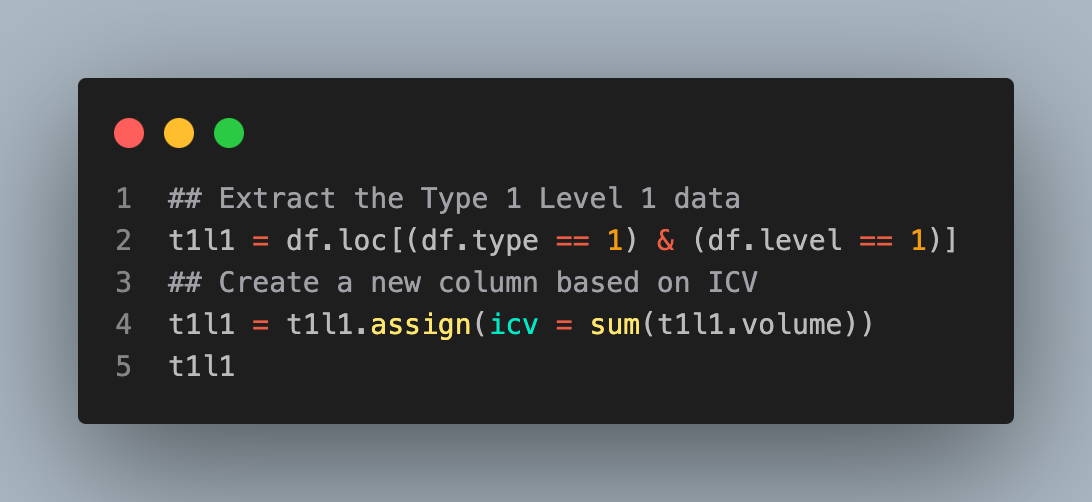 1 ## Extract the Type 1 Level 1 data
2 t1l1 = df.loc[(df.type == 1) & (df.level == 1)]
3 ## Create a new column based on ICV
4 t1l1 = t1l1.assign(icv = sum(t1l1.volume))
5 t1l1